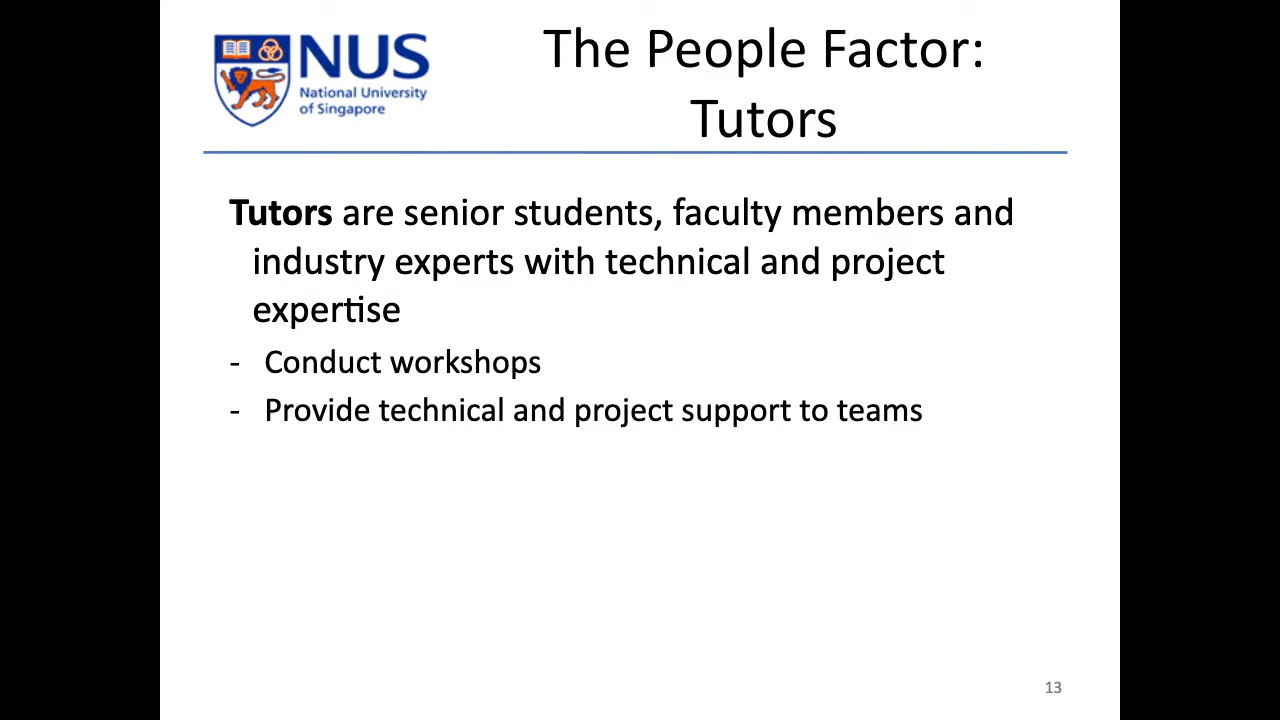 NUS
National University
of Singapore
The People Factor:
Tutors
Tutors are senior students, faculty members and
industry experts with technical and project
expertise
- Conduct workshops
- Provide technical and project support to teams
13